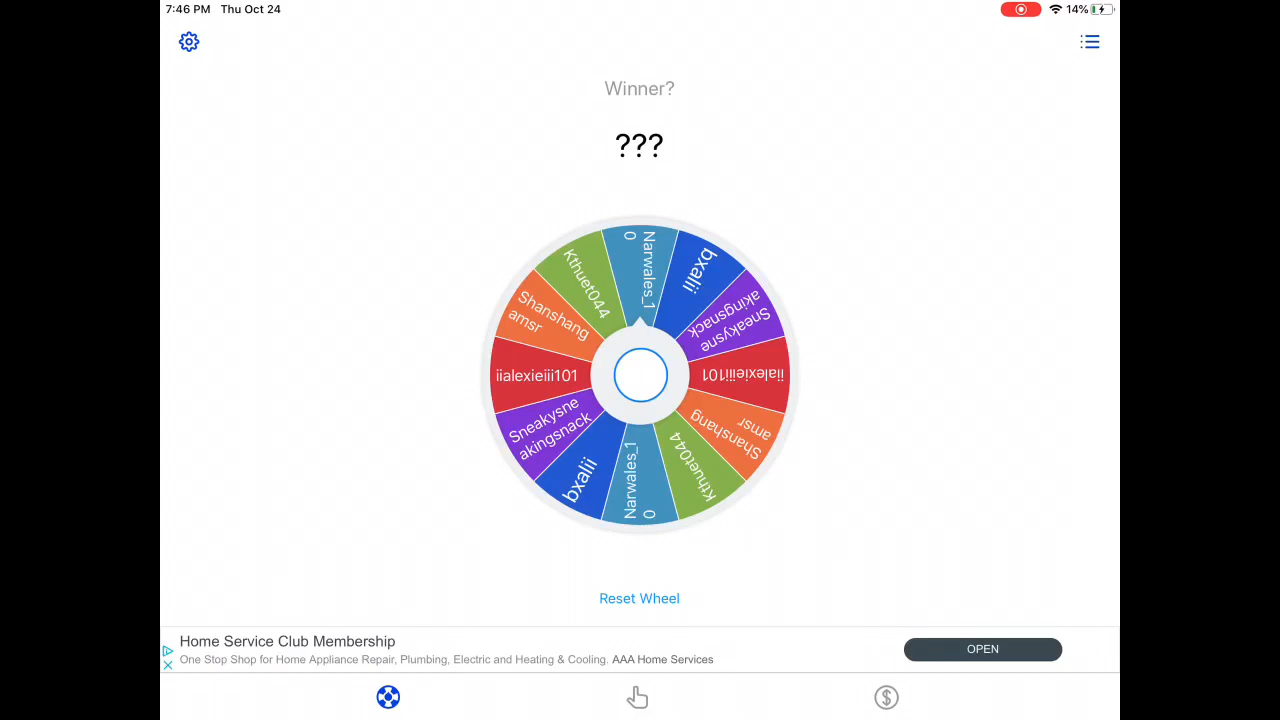 7:46 PM Thu Oct 24
14%
Winner?
???
Narwales_1
0
bxalii
Sneakysne
akingsnack
iialexieiii101
Shanshang
amsr
Kthuet044
Narwales_1
0
bxalii
Sneakysne
akingsnack
iialexieiii101
Shanshang
amsr
Kthuet044
Reset Wheel
Home Service Club Membership
One Stop Shop for Home Appliance Repair, Plumbing, Electric and Heating & Cooling. AAA Home Services
OPEN